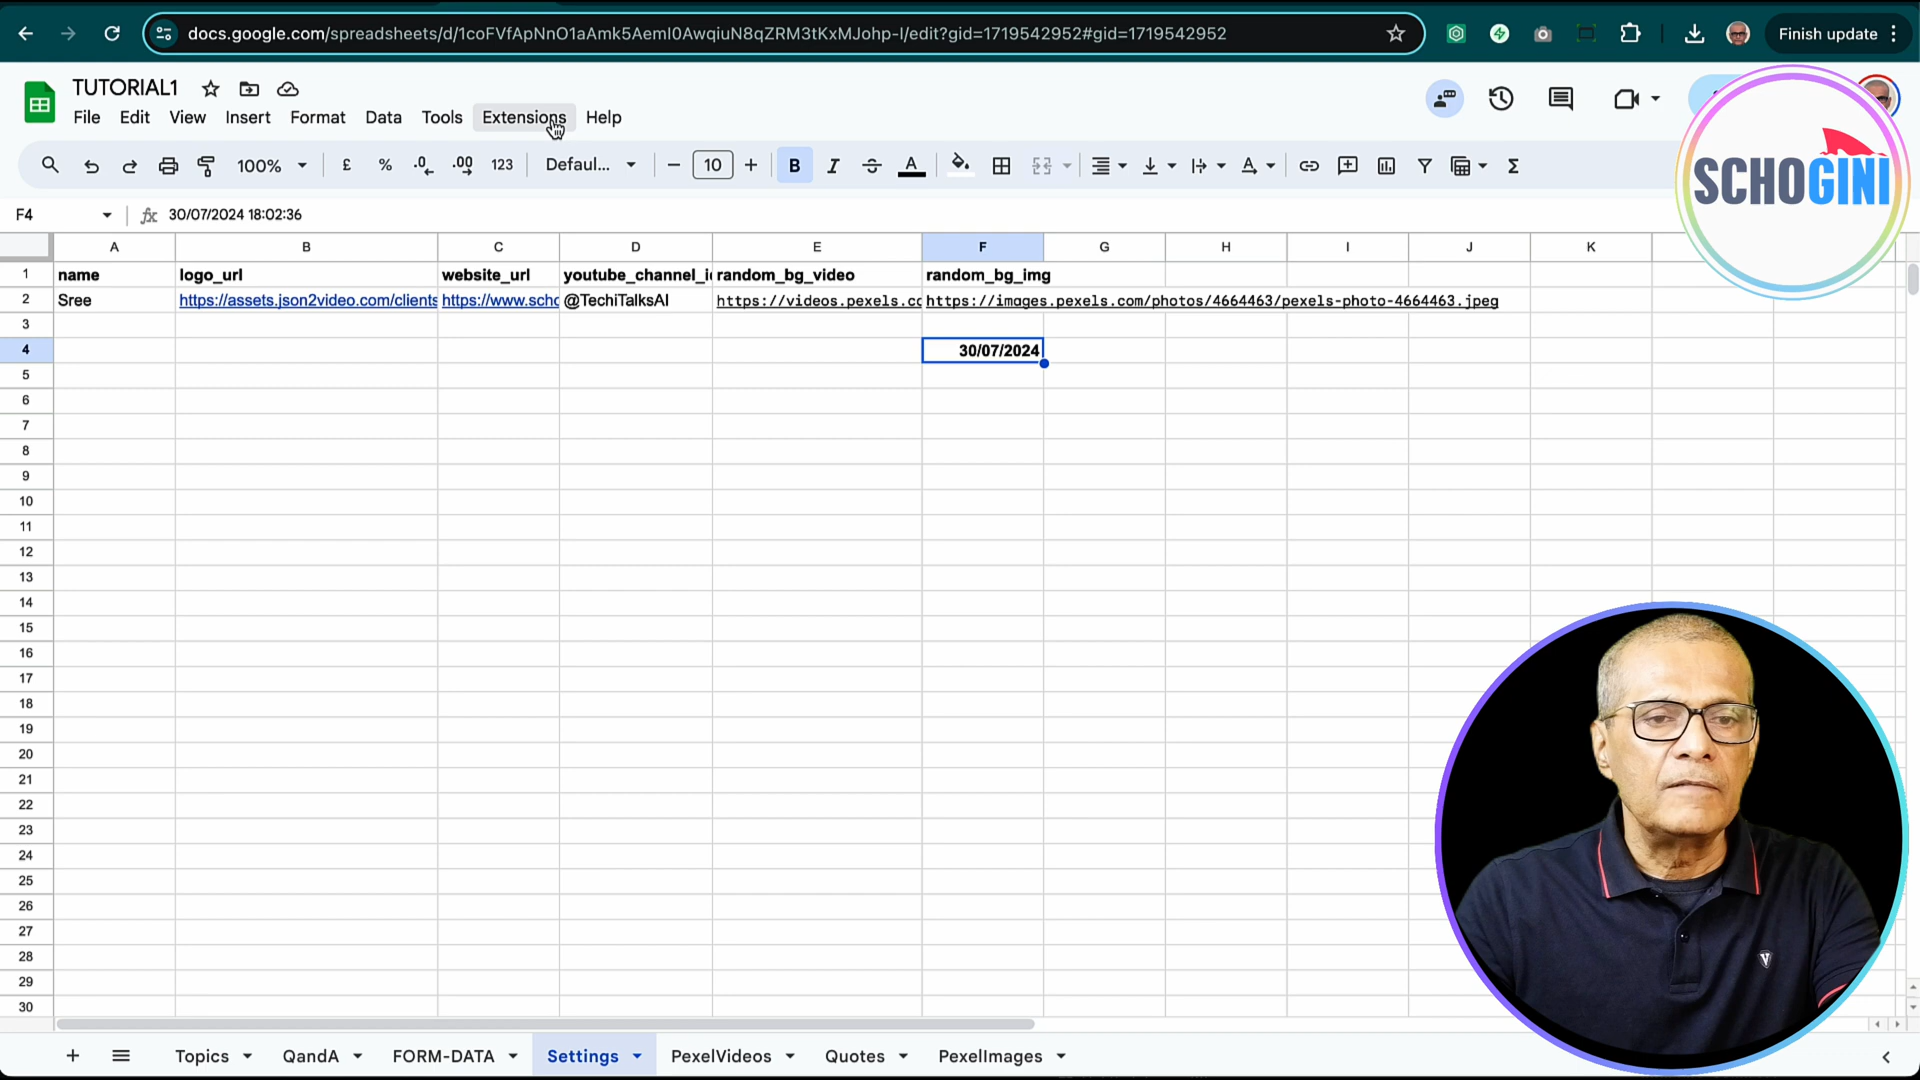 docs.google.com/spreadsheets/d/1coFVfApNnO1aAmk5AemI0AwqiuN8qZRM3tKxMJohp-I/edit?gid=1719542952#gid=1719542952
Finish update
TUTORIAL1
File Edit View Insert Format Data Tools Extensions Help
100% £ % .0 .00 123 Defaul... 10 B I S A
SCHOGINI
F4 fx 30/07/2024 18:02:36
A B C D E F G H I J K
1 name logo_url website_url youtube_channel_i random_bg_video random_bg_img
2 Sree https://assets.json2video.com/clients https://www.scho @TechiTalksAI https://videos.pexels.co https://images.pexels.com/photos/4664463/pexels-photo-4664463.jpeg
3
4 30/07/2024
5
6
7
8
9
10
11
12
13
14
15
16
17
18
19
20
21
22
23
24
25
26
27
28
29
30
Topics QandA FORM-DATA Settings PexelVideos Quotes PexelImages